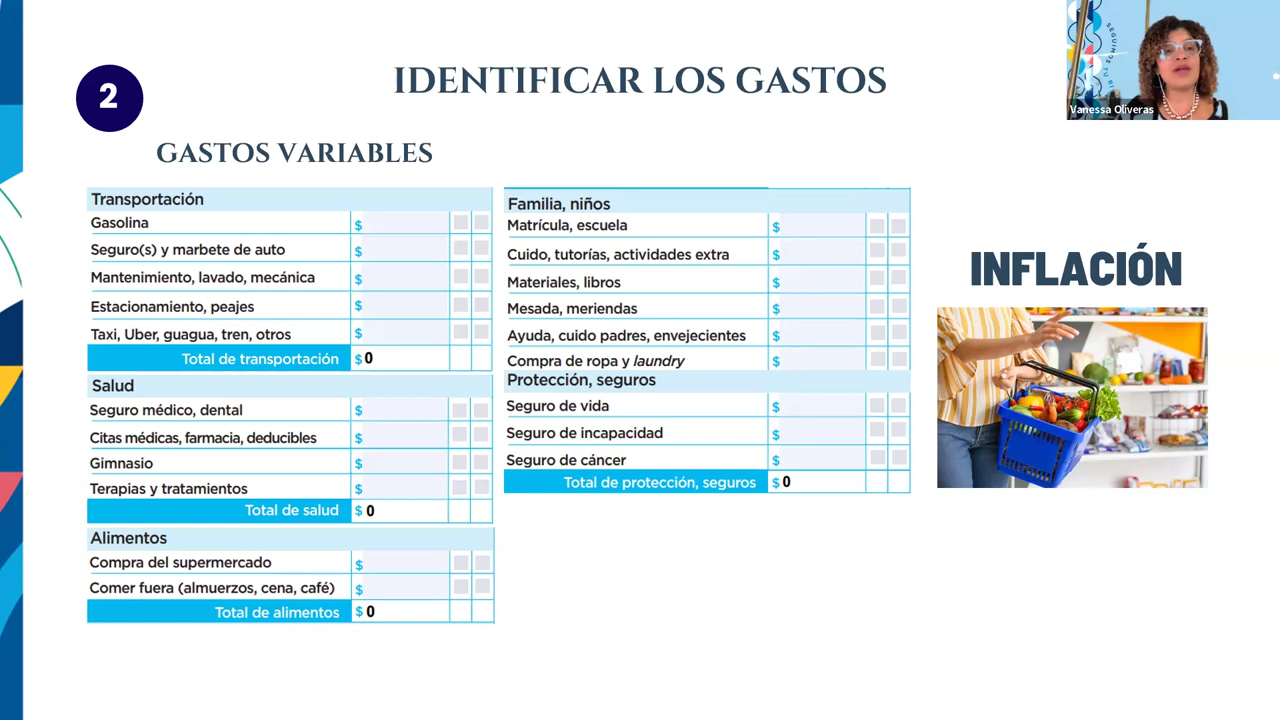 2
IDENTIFICAR LOS GASTOS
Vanessa Oliveras
GASTOS VARIABLES
Transportación
Gasolina $
Seguro(s) y marbete de auto $
Mantenimiento, lavado, mecánica $
Estacionamiento, peajes $
Taxi, Uber, guagua, tren, otros $
Total de transportación $ 0
Salud
Seguro médico, dental $
Citas médicas, farmacia, deducibles $
Gimnasio $
Terapias y tratamientos $
Total de salud $ 0
Alimentos
Compra del supermercado $
Comer fuera (almuerzos, cena, café) $
Total de alimentos $ 0
Familia, niños
Matrícula, escuela $
Cuido, tutorías, actividades extra $
Materiales, libros $
Mesada, meriendas $
Ayuda, cuido padres, envejecientes $
Compra de ropa y laundry $
Protección, seguros
Seguro de vida $
Seguro de incapacidad $
Seguro de cáncer $
Total de protección, seguros $ 0
INFLACIÓN